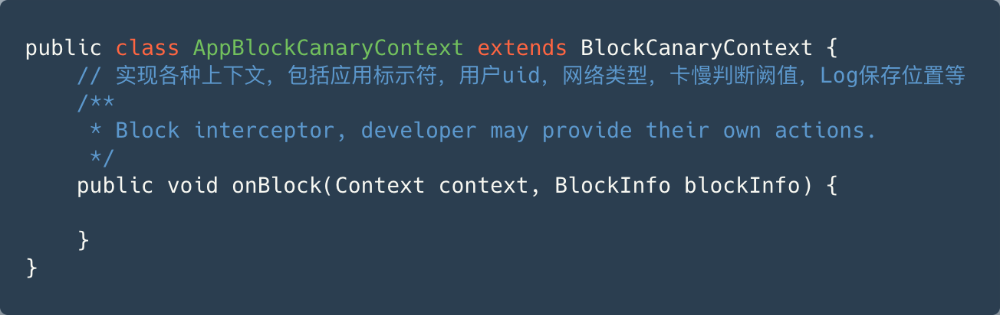 public class AppBlockCanaryContext extends BlockCanaryContext {
    // 实现各种上下文，包括应用标示符，用户uid，网络类型，卡慢判断阙值，Log保存位置等
    /**
     * Block interceptor, developer may provide their own actions.
     */
    public void onBlock(Context context, BlockInfo blockInfo) {
    }
}